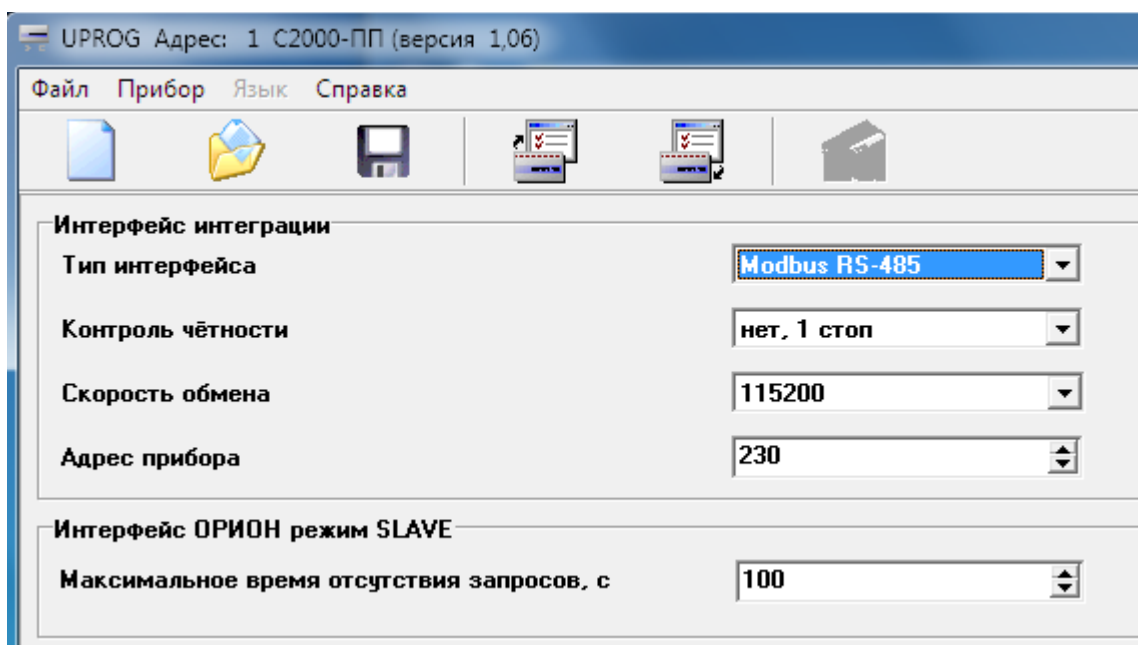 UPROG Адрес: 1 С2000-ПП (версия 1,06)
Файл Прибор Язык Справка
Интерфейс интеграции
Тип интерфейса Modbus RS-485
Контроль чётности нет, 1 стоп
Скорость обмена 115200
Адрес прибора 230
Интерфейс ОРИОН режим SLAVE
Максимальное время отсутствия запросов, с 100